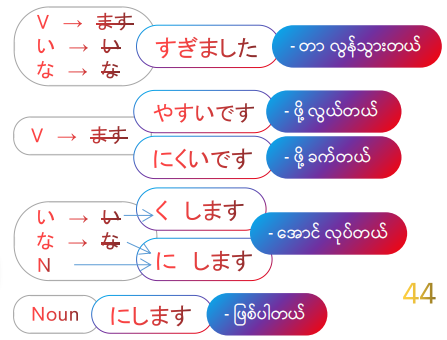 V → ます
い → い
な → な
すぎました
- တာ လွန်သွားတယ်
V → ます
やすいです
- ဖို့ လွယ်တယ်
にくいです
- ဖို့ ခက်တယ်
い → い
な → な
N
く します
に します
- အောင် လုပ်တယ်
44
Noun
にします
- ဖြစ်ပါတယ်